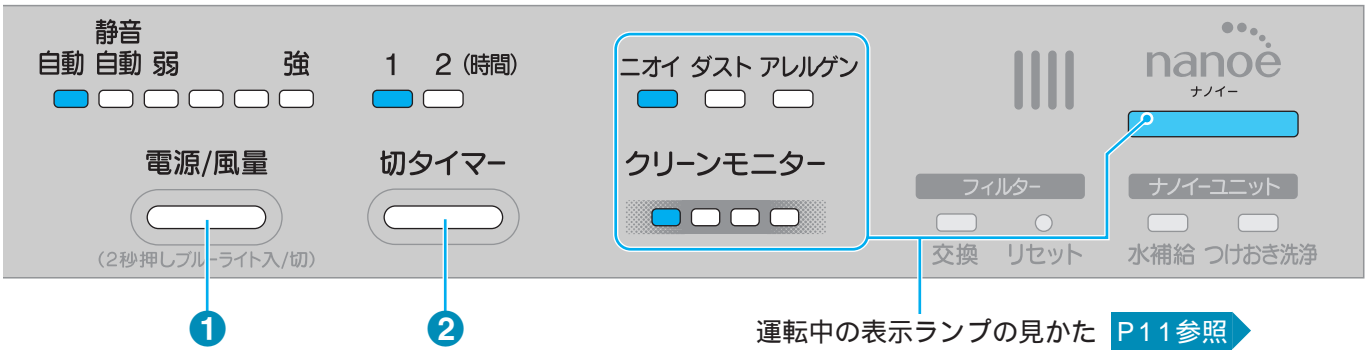 静音
自動 自動 弱 強
1 2 (時間)
電源/風量
(2秒押しブルーライト入/切)
切タイマー
ニオイ ダスト アレルゲン
クリーンモニター
nanoe
ナノイー
フィルター
交換 リセット
ナノイーユニット
水補給 つけおき洗浄
1
2
運転中の表示ランプの見かた P11参照